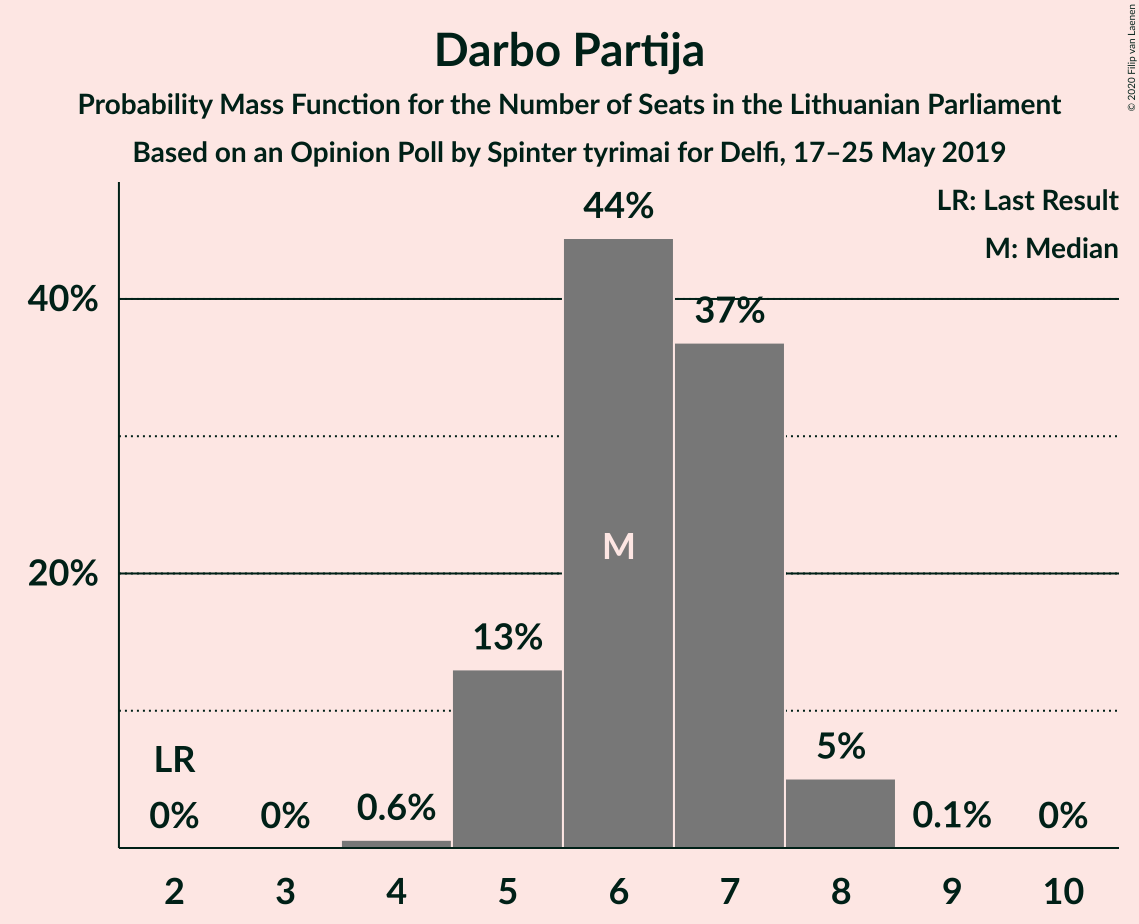 Darbo Partija
Probability Mass Function for the Number of Seats in the Lithuanian Parliament
Based on an Opinion Poll by Spinter tyrimai for Delfi, 17–25 May 2019
© 2020 Filip van Laenen
LR: Last Result
M: Median
44%
40%
37%
M
20%
13%
LR
5%
0%
0%
0.6%
0.1%
0%
2 3 4 5 6 7 8 9 10